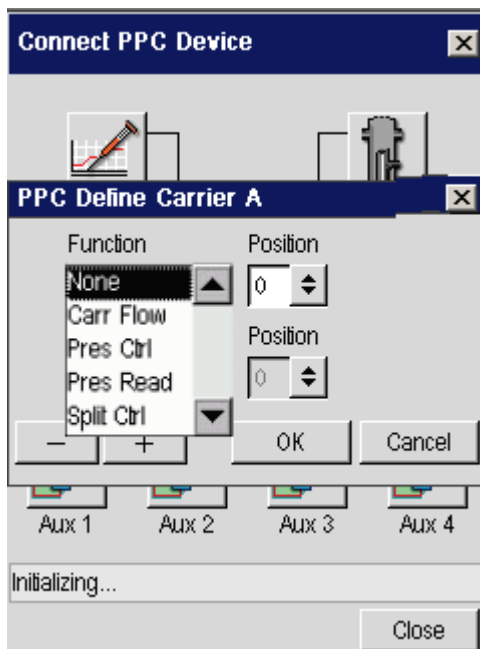 Connect PPC Device
PPC Define Carrier A
Function
Position
None
0
Carr Flow
Pres Ctrl
Position
Pres Read
0
Split Ctrl
OK
Cancel
Aux 1
Aux 2
Aux 3
Aux 4
Initializing...
Close